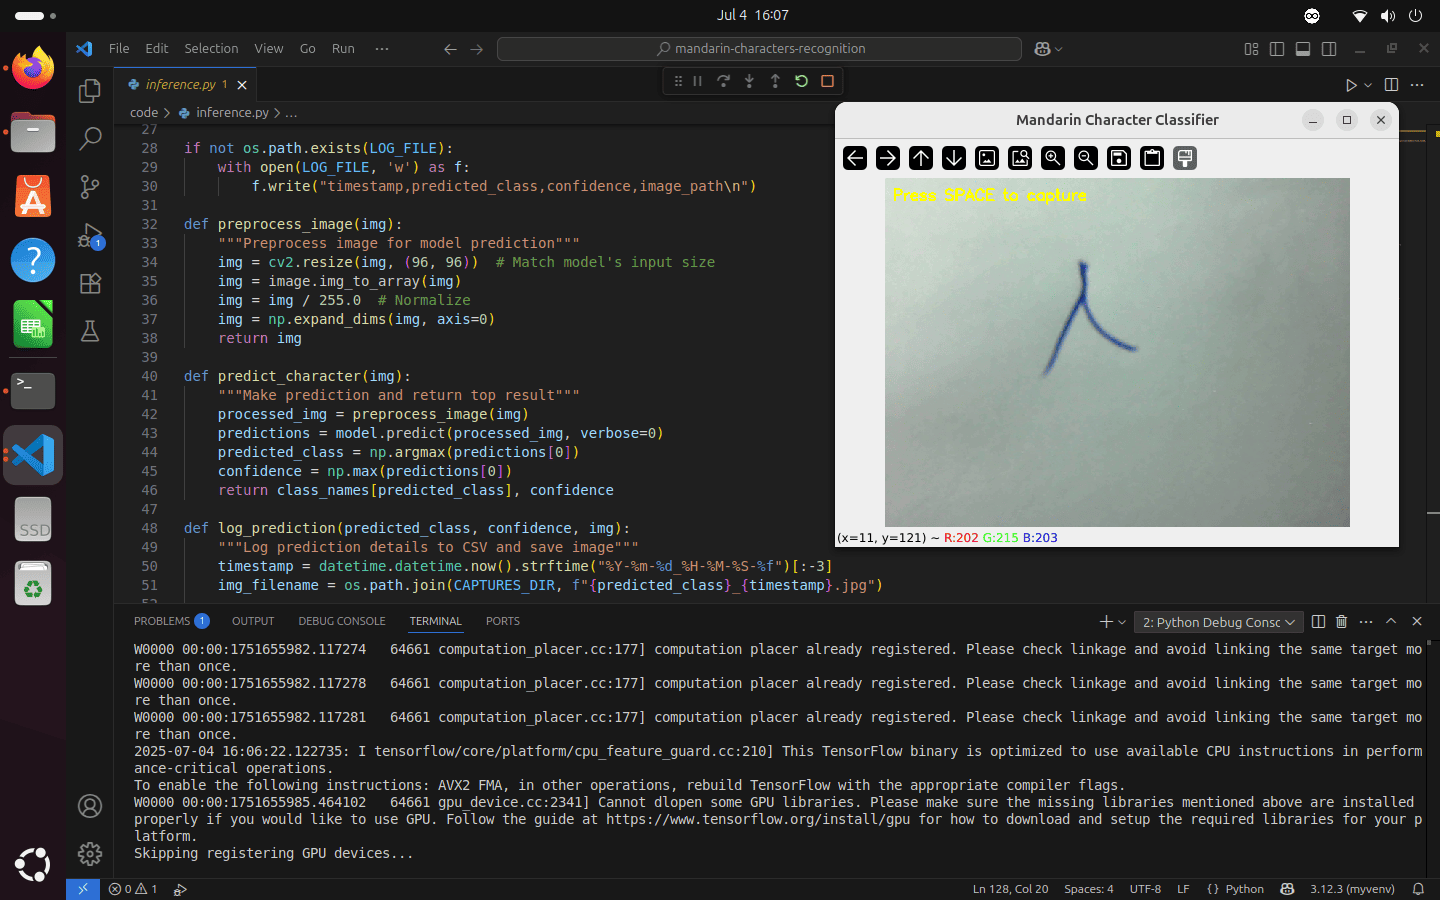 Jul 4 16:07
File Edit Selection View Go Run ···
mandarin-characters-recognition
inference.py 1
code > inference.py > ...
27
28 if not os.path.exists(LOG_FILE):
29 with open(LOG_FILE, 'w') as f:
30 f.write("timestamp,predicted_class,confidence,image_path\n")
31
32 def preprocess_image(img):
33 """Preprocess image for model prediction"""
34 img = cv2.resize(img, (96, 96)) # Match model's input size
35 img = image.img_to_array(img)
36 img = img / 255.0 # Normalize
37 img = np.expand_dims(img, axis=0)
38 return img
39
40 def predict_character(img):
41 """Make prediction and return top result"""
42 processed_img = preprocess_image(img)
43 predictions = model.predict(processed_img, verbose=0)
44 predicted_class = np.argmax(predictions[0])
45 confidence = np.max(predictions[0])
46 return class_names[predicted_class], confidence
47
48 def log_prediction(predicted_class, confidence, img):
49 """Log prediction details to CSV and save image"""
50 timestamp = datetime.datetime.now().strftime("%Y-%m-%d_%H-%M-%S-%f")[:-3]
51 img_filename = os.path.join(CAPTURES_DIR, f"{predicted_class}_{timestamp}.jpg")
Mandarin Character Classifier
Press SPACE to capture
人
(x=11, y=121) ~ R:202 G:215 B:203
1
SSD
PROBLEMS 1 OUTPUT DEBUG CONSOLE TERMINAL PORTS
2: Python Debug Consc
W0000 00:00:1751655982.117274 64661 computation_placer.cc:177] computation placer already registered. Please check linkage and avoid linking the same target mo
re than once.
W0000 00:00:1751655982.117278 64661 computation_placer.cc:177] computation placer already registered. Please check linkage and avoid linking the same target mo
re than once.
W0000 00:00:1751655982.117281 64661 computation_placer.cc:177] computation placer already registered. Please check linkage and avoid linking the same target mo
re than once.
2025-07-04 16:06:22.122735: I tensorflow/core/platform/cpu_feature_guard.cc:210] This TensorFlow binary is optimized to use available CPU instructions in perform
ance-critical operations.
To enable the following instructions: AVX2 FMA, in other operations, rebuild TensorFlow with the appropriate compiler flags.
W0000 00:00:1751655985.464102 64661 gpu_device.cc:2341] Cannot dlopen some GPU libraries. Please make sure the missing libraries mentioned above are installed
properly if you would like to use GPU. Follow the guide at https://www.tensorflow.org/install/gpu for how to download and setup the required libraries for your p
latform.
Skipping registering GPU devices...
0 1
Ln 128, Col 20 Spaces: 4 UTF-8 LF {} Python 3.12.3 (myvenv)